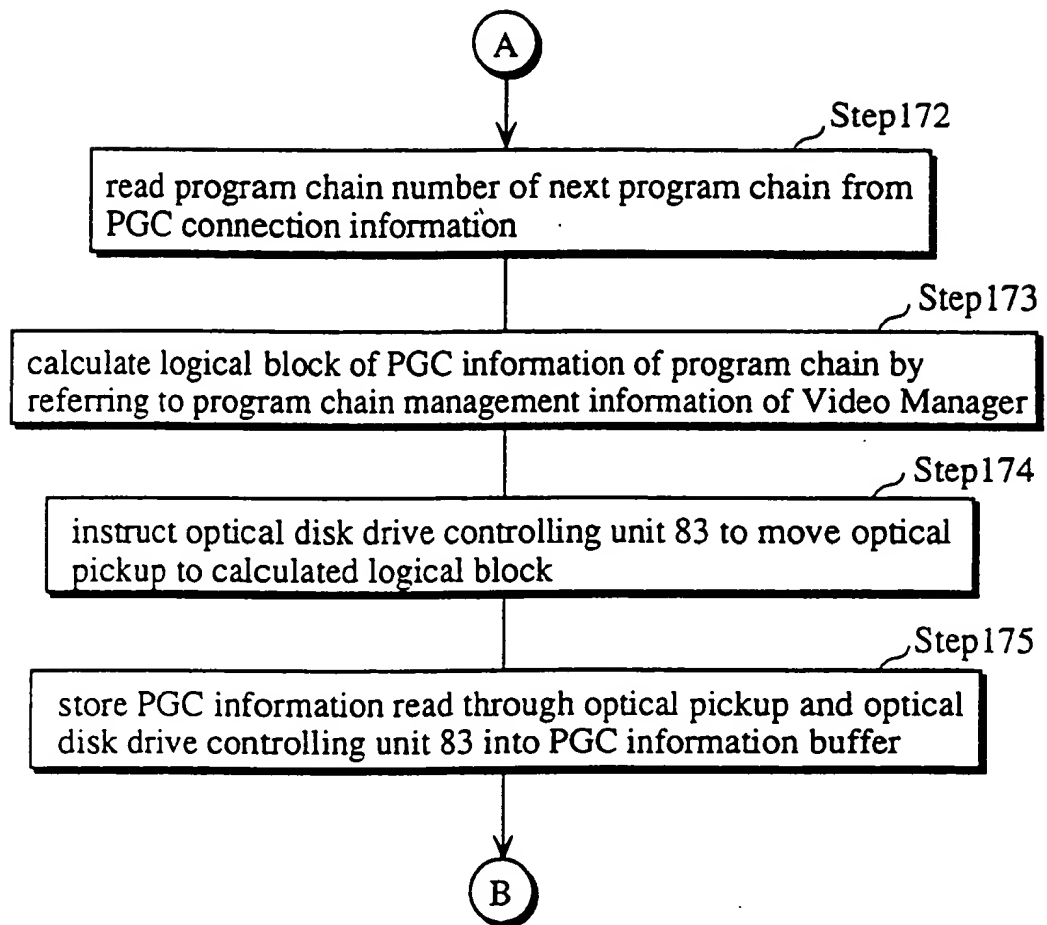 A
Step172
read program chain number of next program chain from
PGC connection information
Step173
calculate logical block of PGC information of program chain by
referring to program chain management information of Video Manager
Step174
instruct optical disk drive controlling unit 83 to move optical
pickup to calculated logical block
Step175
store PGC information read through optical pickup and optical
disk drive controlling unit 83 into PGC information buffer
B